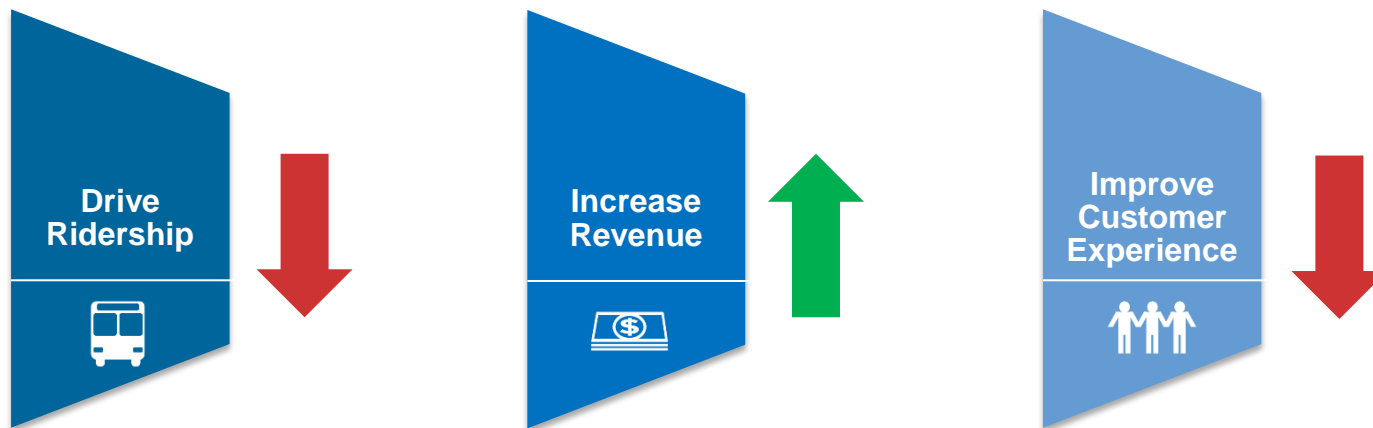 Drive
Ridership
Increase
Revenue
$
Improve
Customer
Experience